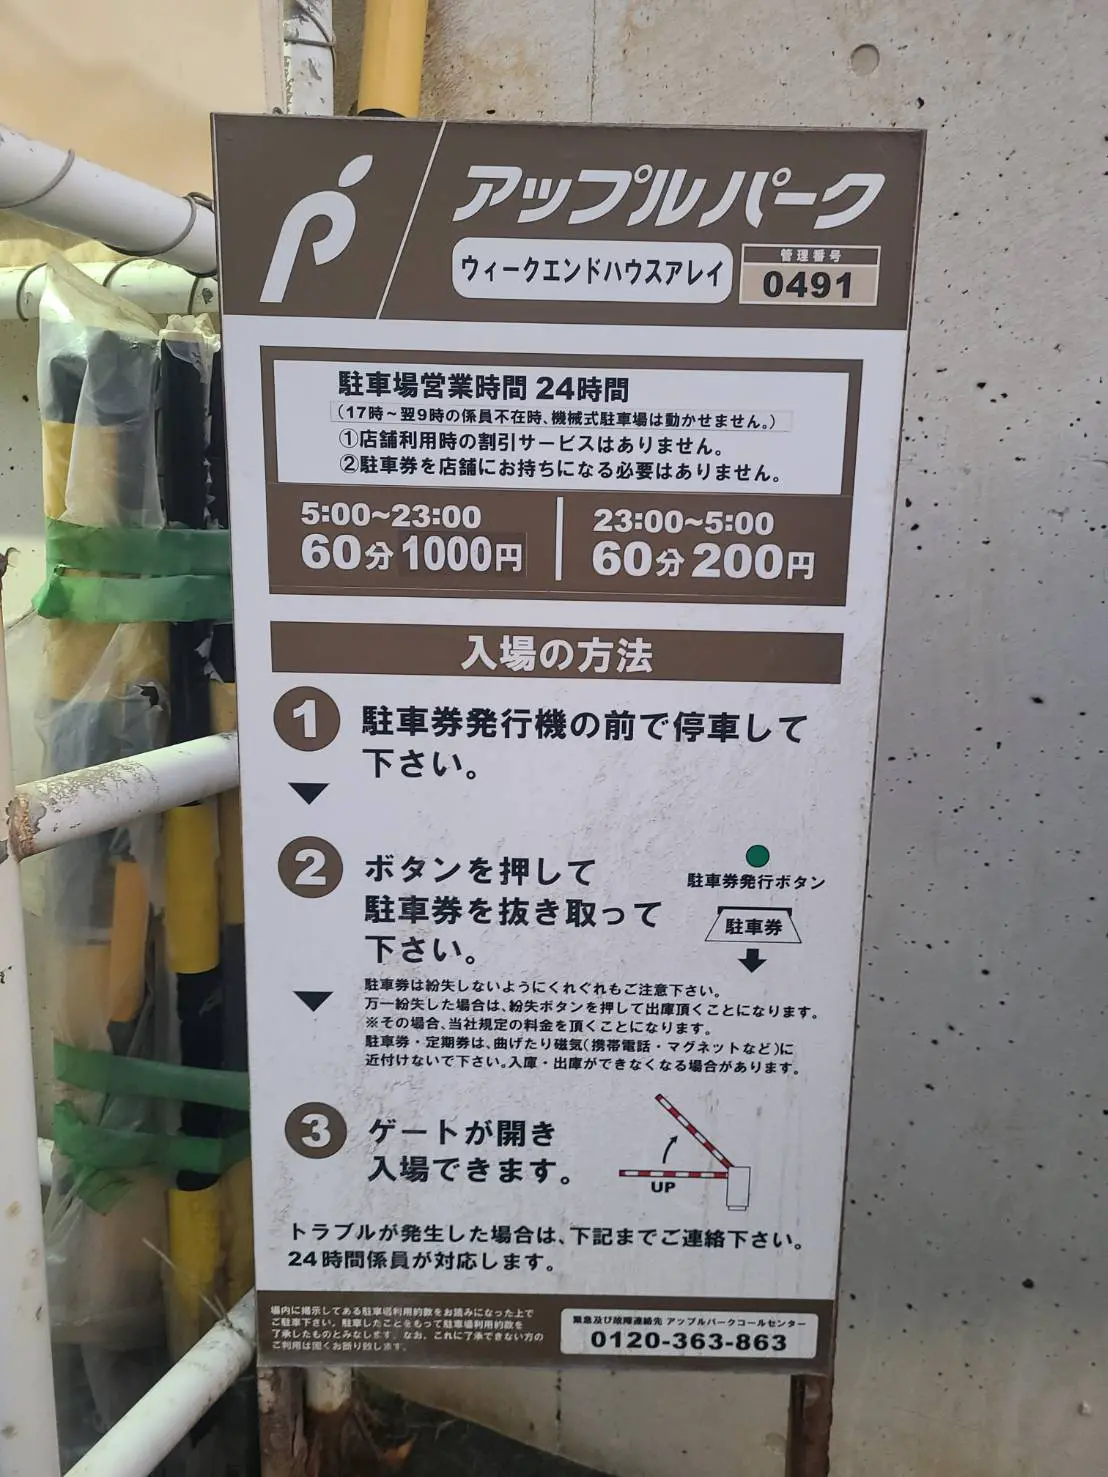 アップルパーク
ウィークエンドハウスアレイ
管理番号
0491
駐車場営業時間 24時間
（17時～翌9時の係員不在時、機械式駐車場は動かせません。）
①店舗利用時の割引サービスはありません。
②駐車券を店舗にお持ちになる必要はありません。
5:00~23:00
60分1000円
23:00~5:00
60分200円
入場の方法
1
駐車券発行機の前で停車して
下さい。
2
ボタンを押して
駐車券を抜き取って
下さい。
駐車券発行ボタン
駐車券
駐車券は紛失しないようにくれぐれもご注意下さい。
万一紛失した場合は、紛失ボタンを押して出庫頂くことになります。
※その場合、当社規定の料金を頂くことになります。
駐車券・定期券は、曲げたり磁気（携帯電話・マグネットなど）に
近付けないで下さい。入庫・出庫ができなくなる場合があります。
3
ゲートが開き
入場できます。
UP
トラブルが発生した場合は、下記までご連絡下さい。
24時間係員が対応します。
場内に掲示してある駐車場利用約款をお読みになった上で
ご駐車下さい。駐車したことをもって駐車場利用約款を
了承したものとみなします。なお、これに了承できない方の
ご利用は固くお断り致します。
緊急及び故障連絡先 アップルパークコールセンター
0120-363-863